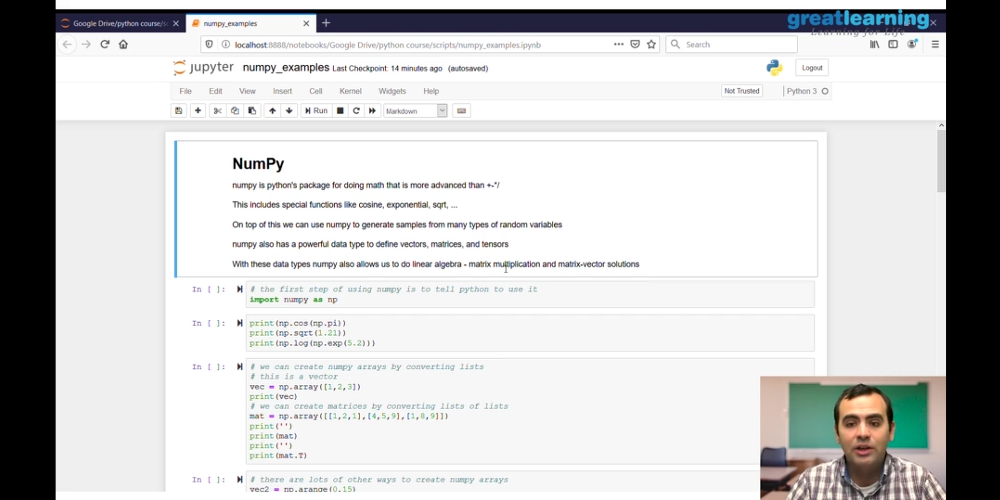 greatlearning
Learning for Life
Google Drive/python course/sc
numpy_examples
localhost:8888/notebooks/Google Drive/python course/scripts/numpy_examples.ipynb
Search
jupyter numpy_examples Last Checkpoint: 14 minutes ago (autosaved)
Logout
File Edit View Insert Cell Kernel Widgets Help
Not Trusted
Python 3
Run
Markdown
NumPy
numpy is python's package for doing math that is more advanced than +-*/
This includes special functions like cosine, exponential, sqrt, ...
On top of this we can use numpy to generate samples from many types of random variables
numpy also has a powerful data type to define vectors, matrices, and tensors
With these data types numpy also allows us to do linear algebra - matrix multiplication and matrix-vector solutions
In [ ]:
# the first step of using numpy is to tell python to use it
import numpy as np
In [ ]:
print(np.cos(np.pi))
print(np.sqrt(1.21))
print(np.log(np.exp(5.2)))
In [ ]:
# we can create numpy arrays by converting lists
# this is a vector
vec = np.array([1,2,3])
print(vec)
# we can create matrices by converting lists of lists
mat = np.array([[1,2,1],[4,5,9],[1,8,9]])
print('')
print(mat)
print('')
print(mat.T)
In [ ]:
# there are lots of other ways to create numpy arrays
vec2 = np.arange(0,15)